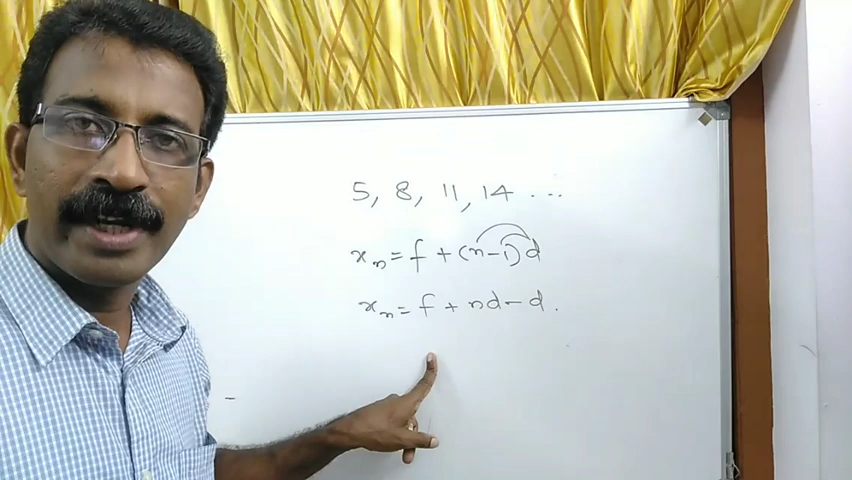 5, 8, 11, 14 ...
xₙ = f + (n-1)d
xₙ = f + nd - d.